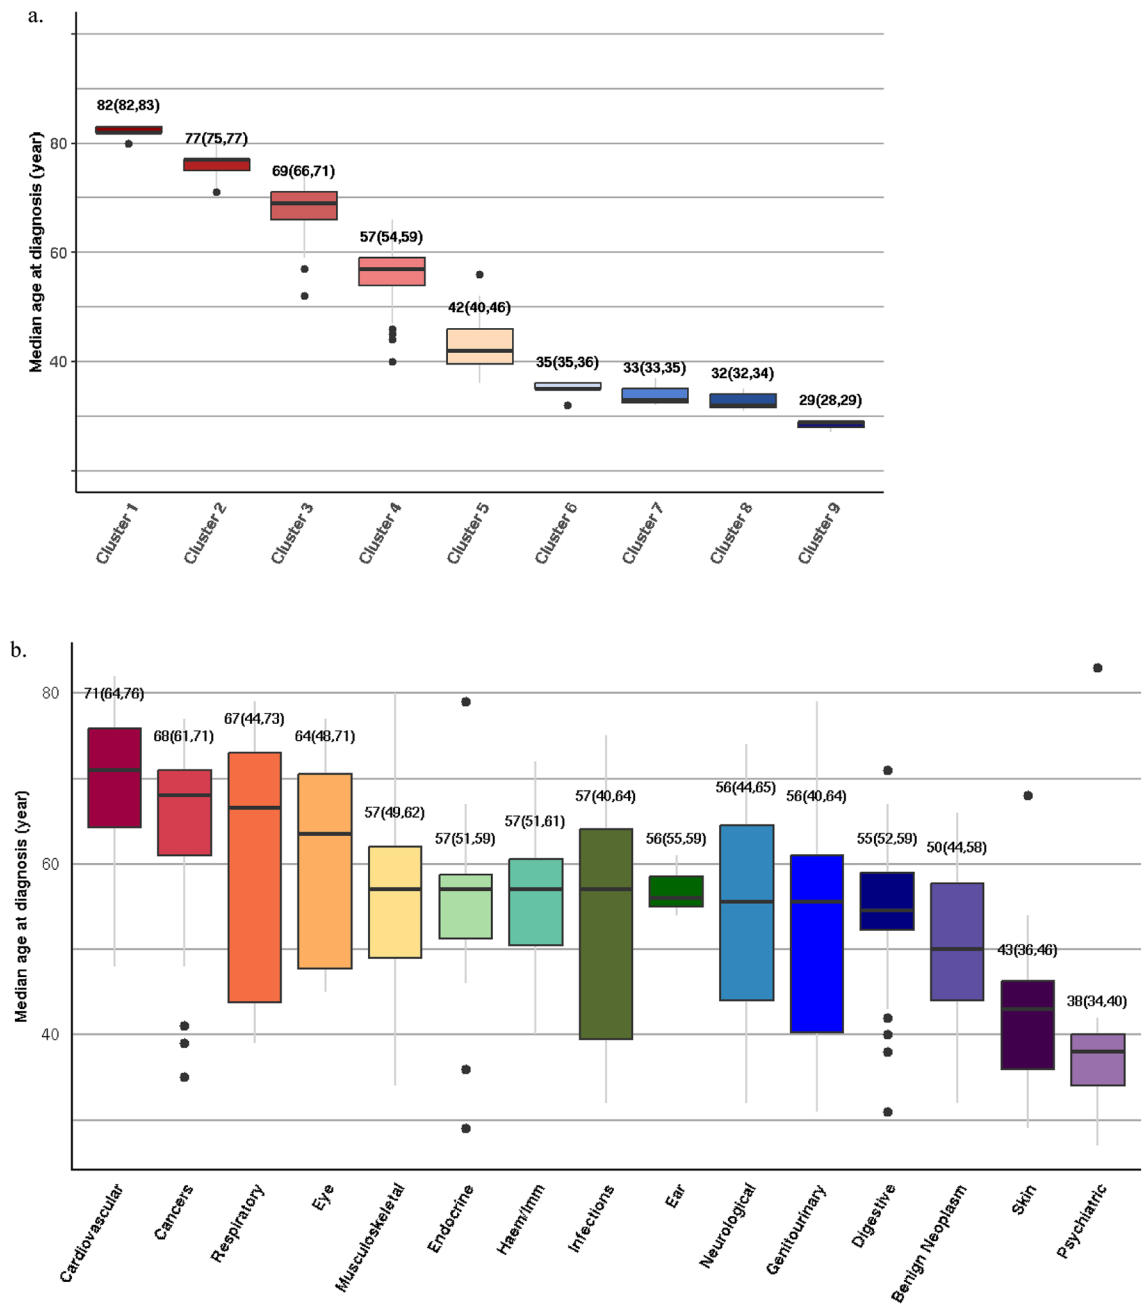 a.
Median age at diagnosis (year)
80
60
40
82(82,83)
77(75,77)
69(66,71)
57(54,59)
42(40,46)
35(35,36)
33(33,35)
32(32,34)
29(28,29)
Cluster 1
Cluster 2
Cluster 3
Cluster 4
Cluster 5
Cluster 6
Cluster 7
Cluster 8
Cluster 9
b.
Median age at diagnosis (year)
80
60
40
71(64,76)
68(61,71)
67(44,73)
64(48,71)
57(49,62)
57(51,59)
57(51,61)
57(40,64)
56(55,59)
56(44,65)
56(40,64)
55(52,59)
50(44,58)
43(36,46)
38(34,40)
Cardiovascular
Cancers
Respiratory
Eye
Musculoskeletal
Endocrine
Haem/Imm
Infections
Ear
Neurological
Genitourinary
Digestive
Benign Neoplasm
Skin
Psychiatric